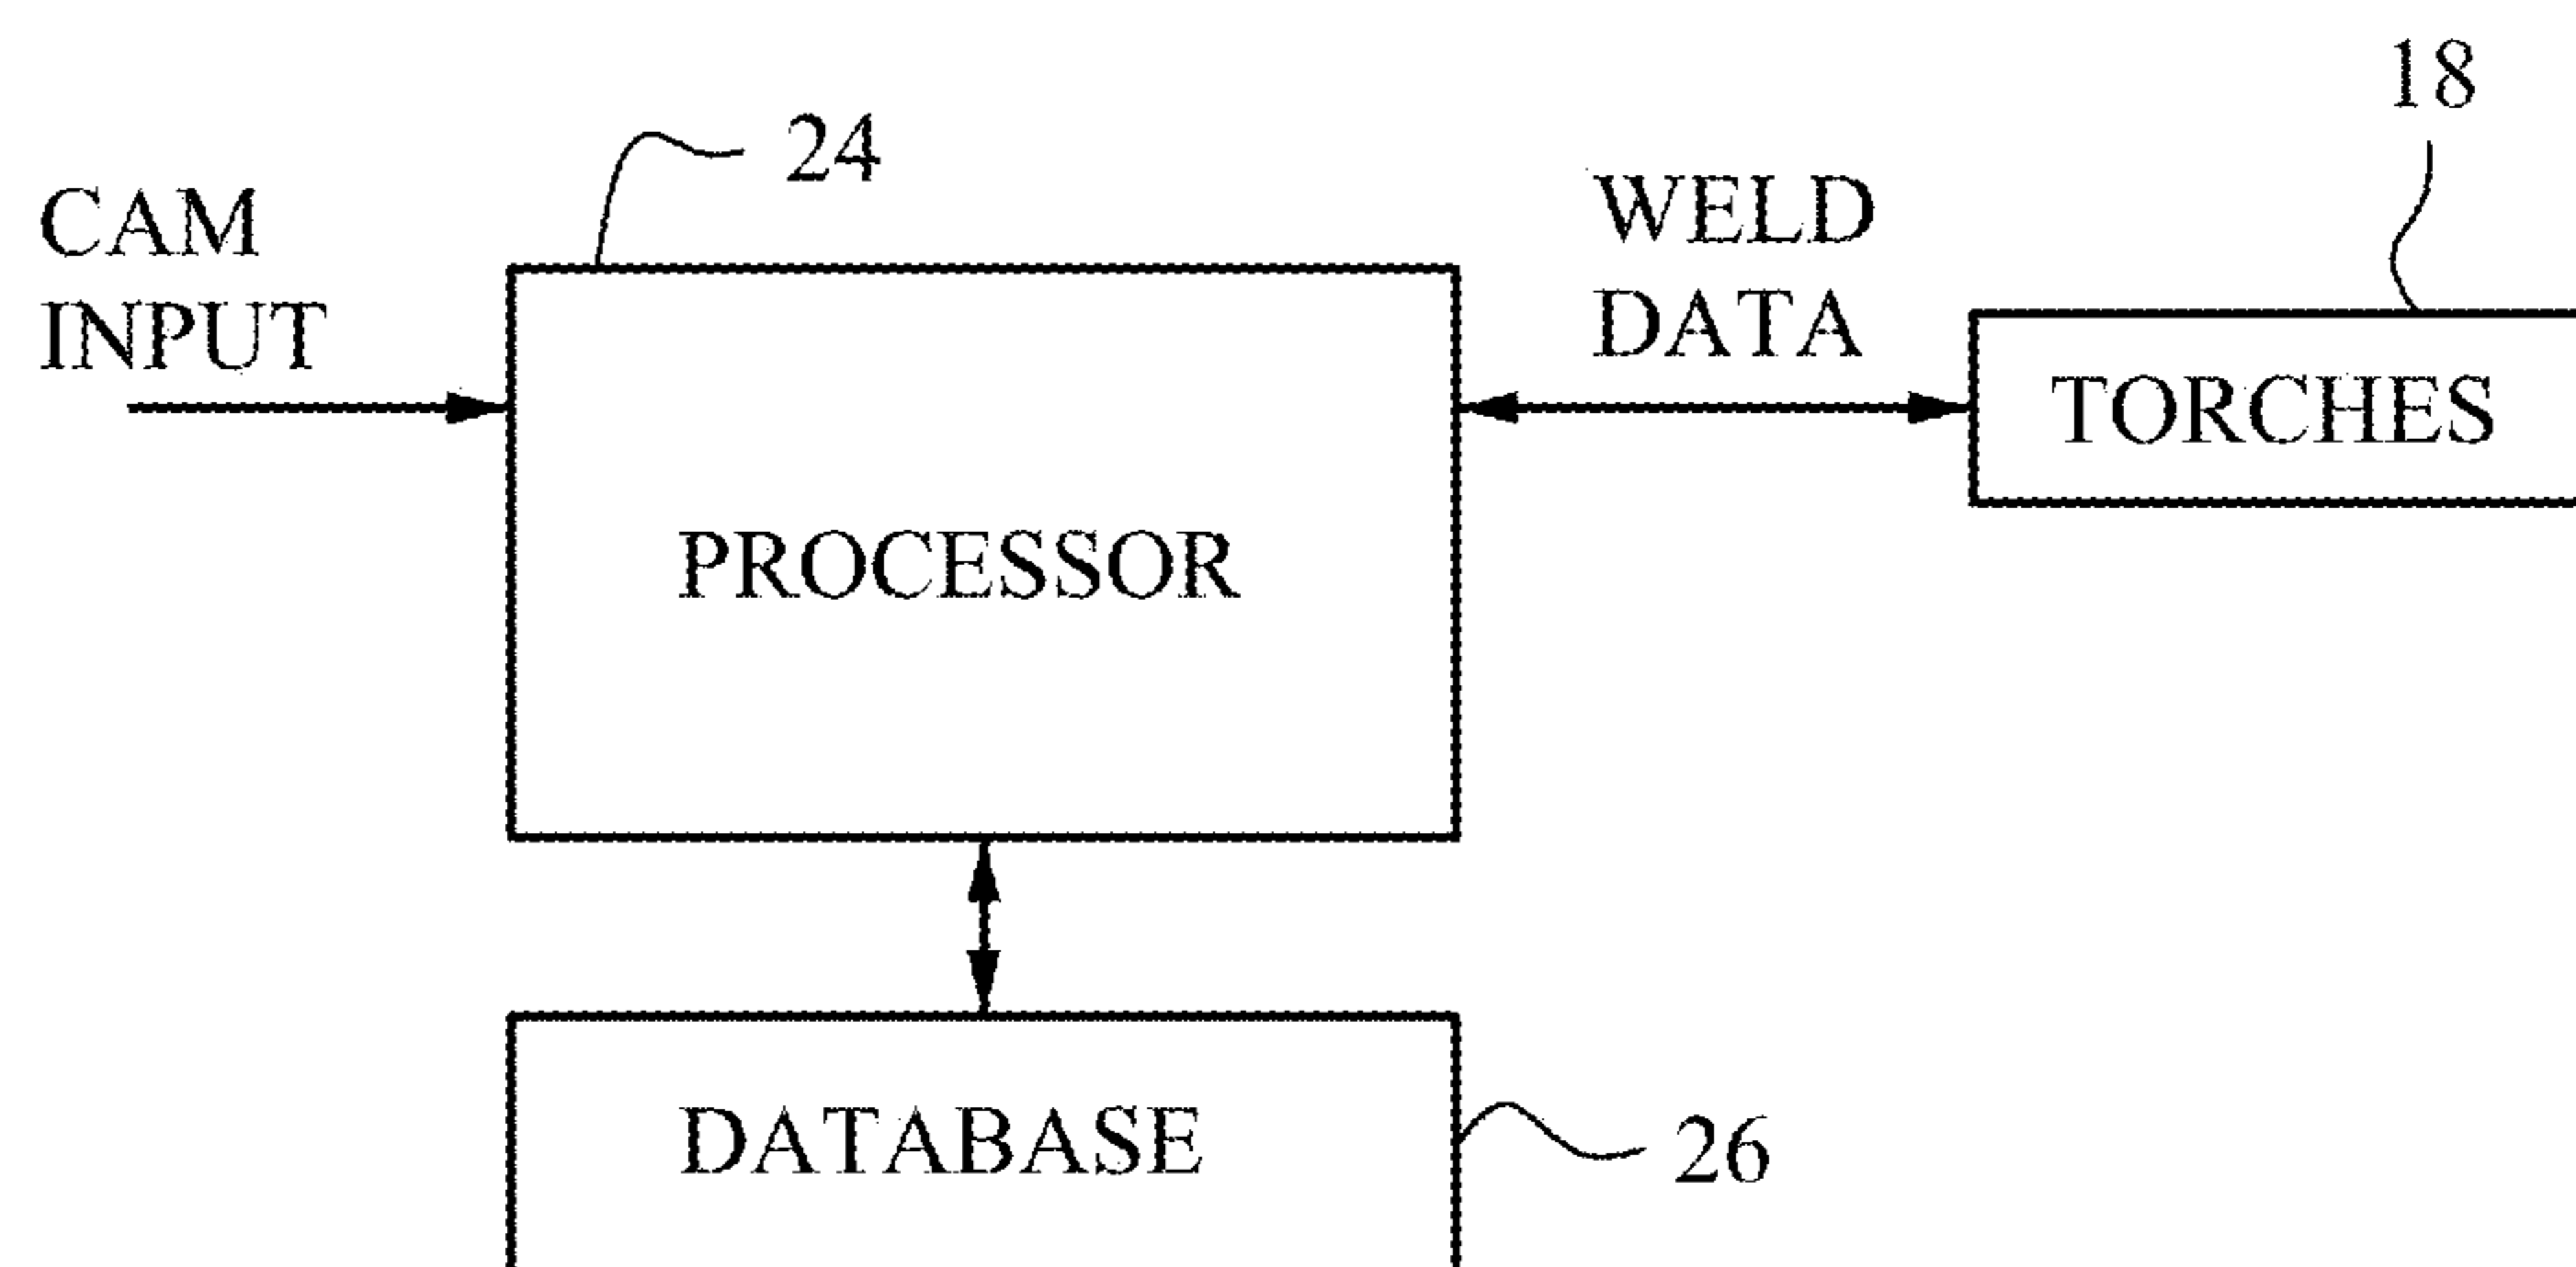 18
24
CAM
INPUT
WELD
DATA
TORCHES
PROCESSOR
DATABASE
26